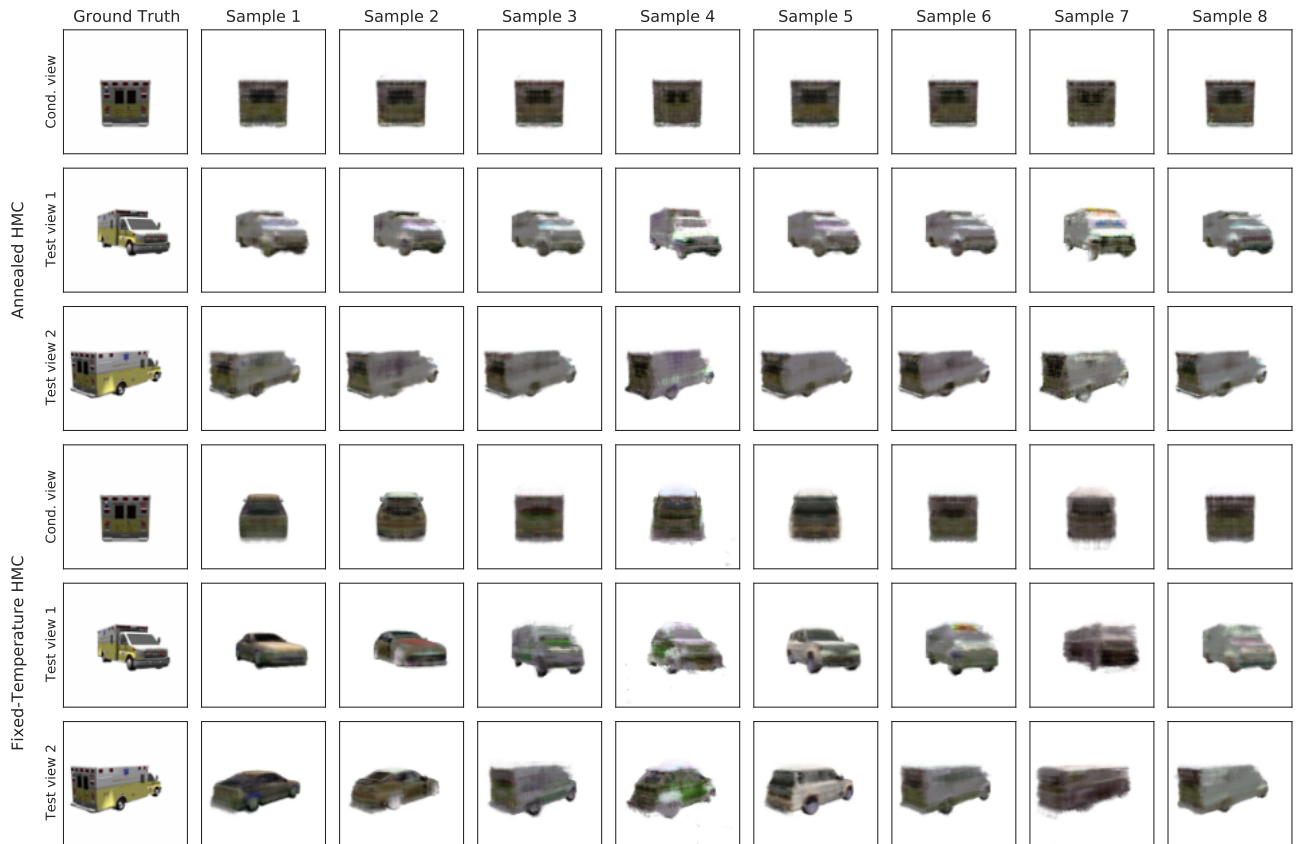 Ground Truth Sample 1 Sample 2 Sample 3 Sample 4 Sample 5 Sample 6 Sample 7 Sample 8
Annealed HMC
Cond. view
Test view 1
Test view 2
Fixed-Temperature HMC
Cond. view
Test view 1
Test view 2